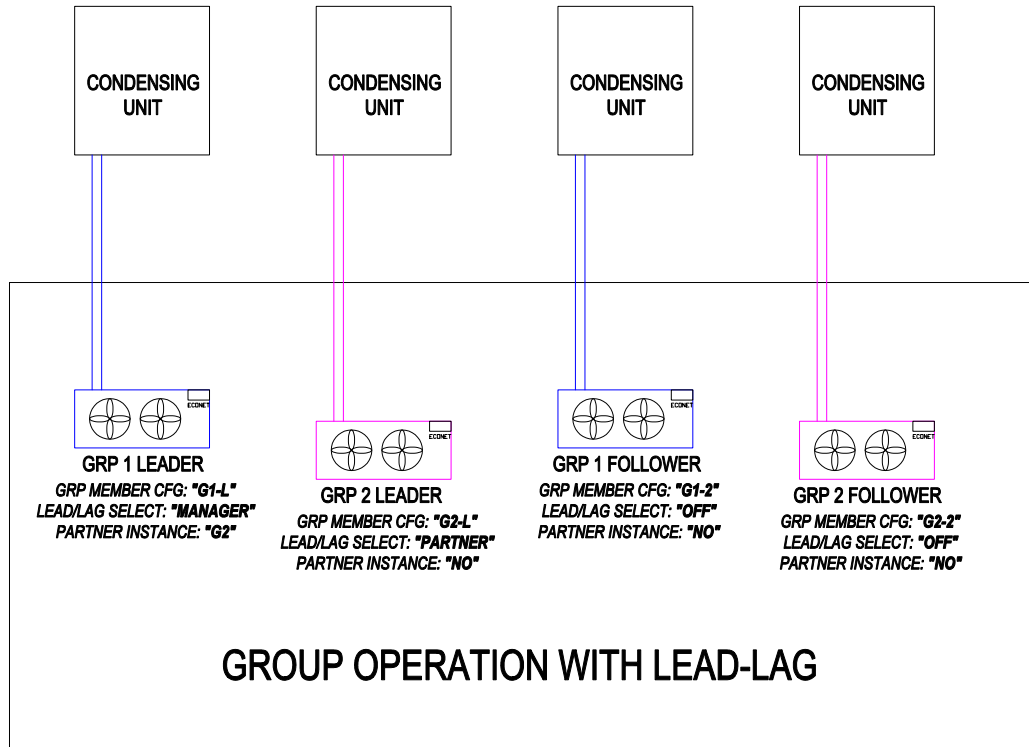 CONDENSING
UNIT
CONDENSING
UNIT
CONDENSING
UNIT
CONDENSING
UNIT
ECONET
GRP 1 LEADER
GRP MEMBER CFG: "G1-L"
LEAD/LAG SELECT: "MANAGER"
PARTNER INSTANCE: "G2"
ECONET
GRP 2 LEADER
GRP MEMBER CFG: "G2-L"
LEAD/LAG SELECT: "PARTNER"
PARTNER INSTANCE: "NO"
ECONET
GRP 1 FOLLOWER
GRP MEMBER CFG: "G1-2"
LEAD/LAG SELECT: "OFF"
PARTNER INSTANCE: "NO"
ECONET
GRP 2 FOLLOWER
GRP MEMBER CFG: "G2-2"
LEAD/LAG SELECT: "OFF"
PARTNER INSTANCE: "NO"
GROUP OPERATION WITH LEAD-LAG